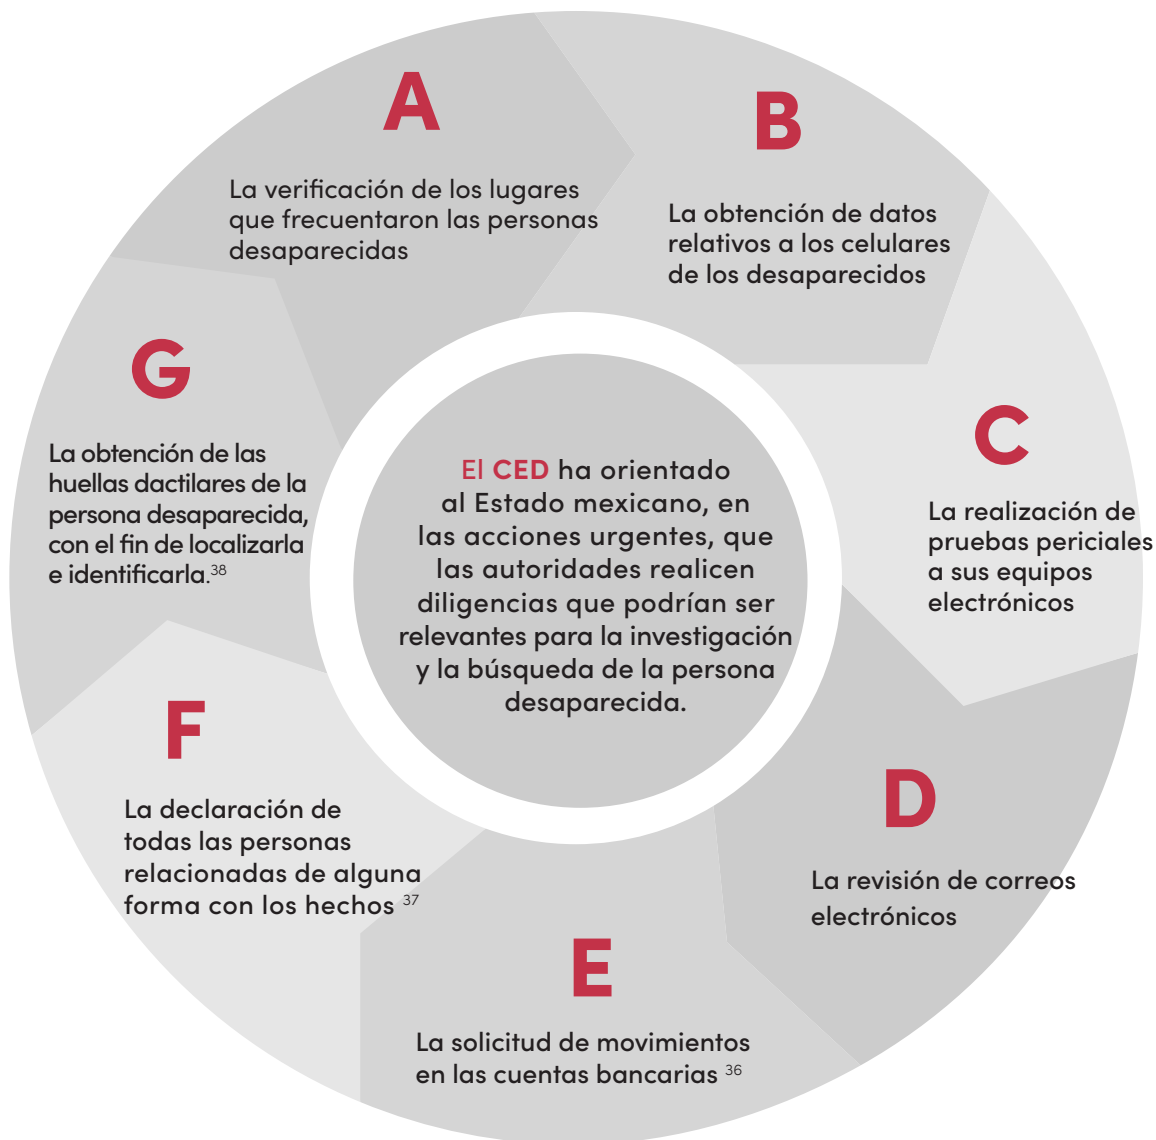 A
La verificación de los lugares
que frecuentaron las personas
desaparecidas
B
La obtención de datos
relativos a los celulares
de los desaparecidos
C
La realización de
pruebas periciales
a sus equipos
electrónicos
D
La revisión de correos
electrónicos
E
La solicitud de movimientos
en las cuentas bancarias 36
F
La declaración de
todas las personas
relacionadas de alguna
forma con los hechos 37
G
La obtención de las
huellas dactilares de la
persona desaparecida,
con el fin de localizarla
e identificarla.38
El CED ha orientado
al Estado mexicano, en
las acciones urgentes, que
las autoridades realicen
diligencias que podrían ser
relevantes para la investigación
y la búsqueda de la persona
desaparecida.